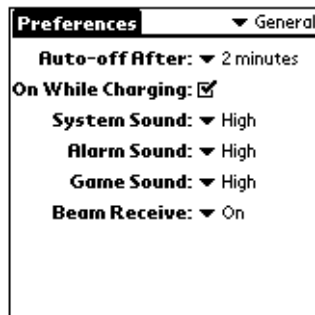 Preferences General
Auto-off After: 2 minutes
On While Charging:
System Sound: High
Alarm Sound: High
Game Sound: High
Beam Receive: On